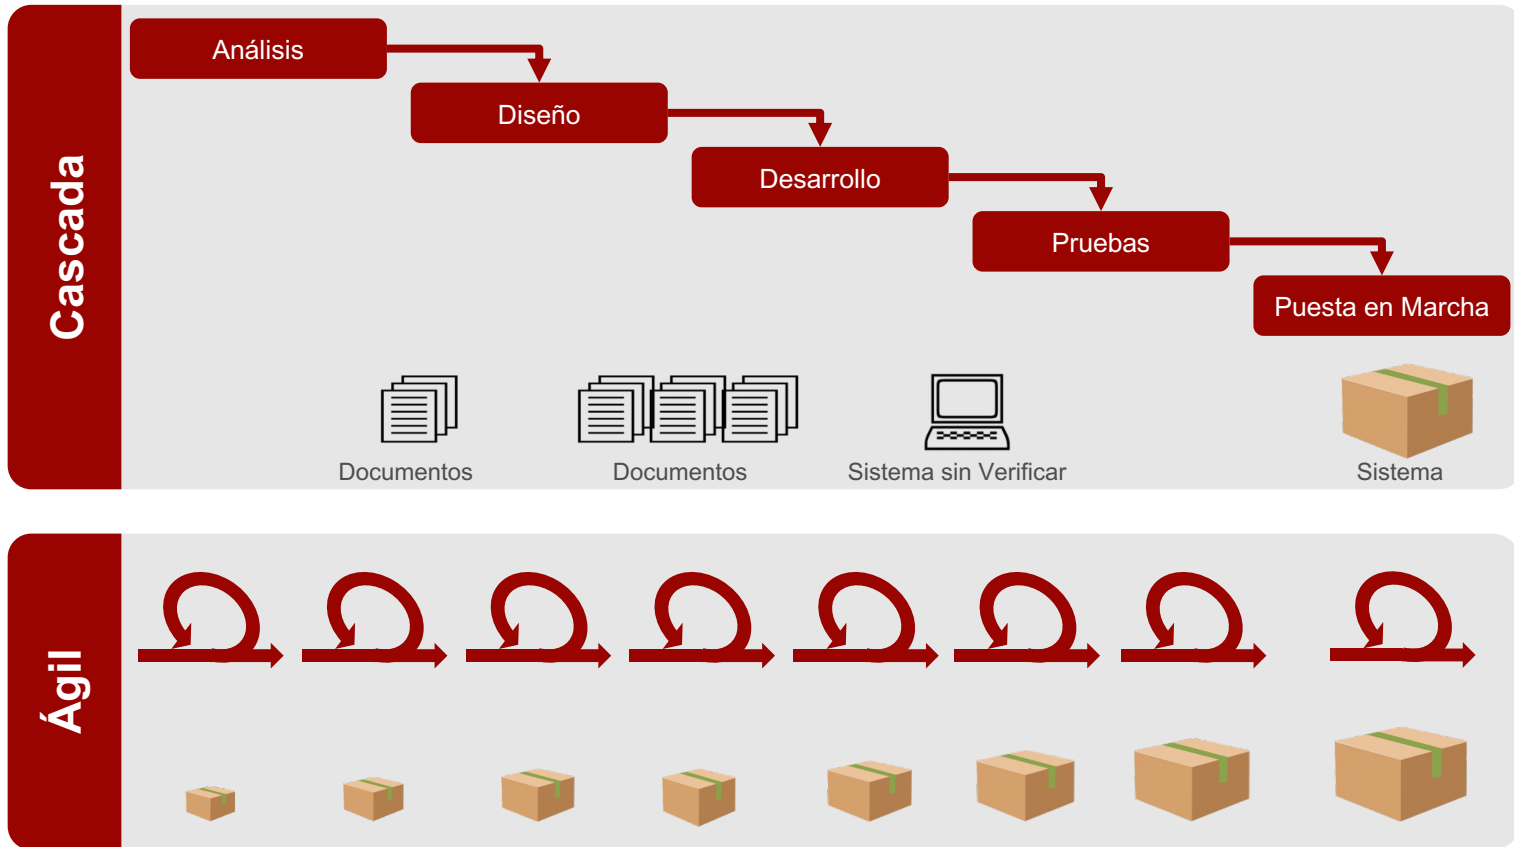 Cascada
Análisis
Diseño
Desarrollo
Pruebas
Puesta en Marcha
Documentos
Documentos
Sistema sin Verificar
Sistema
Ágil